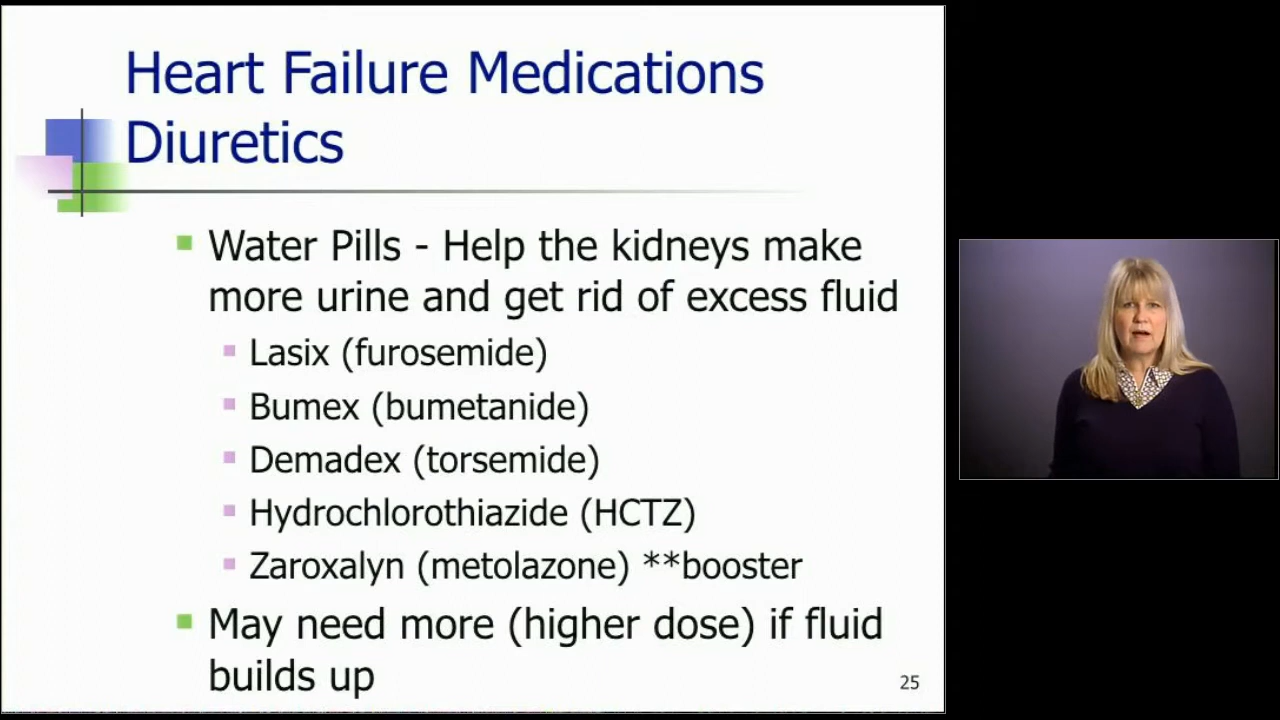 Heart Failure Medications
Diuretics
Water Pills - Help the kidneys make
more urine and get rid of excess fluid
Lasix (furosemide)
Bumex (bumetanide)
Demadex (torsemide)
Hydrochlorothiazide (HCTZ)
Zaroxalyn (metolazone) **booster
May need more (higher dose) if fluid
builds up
25